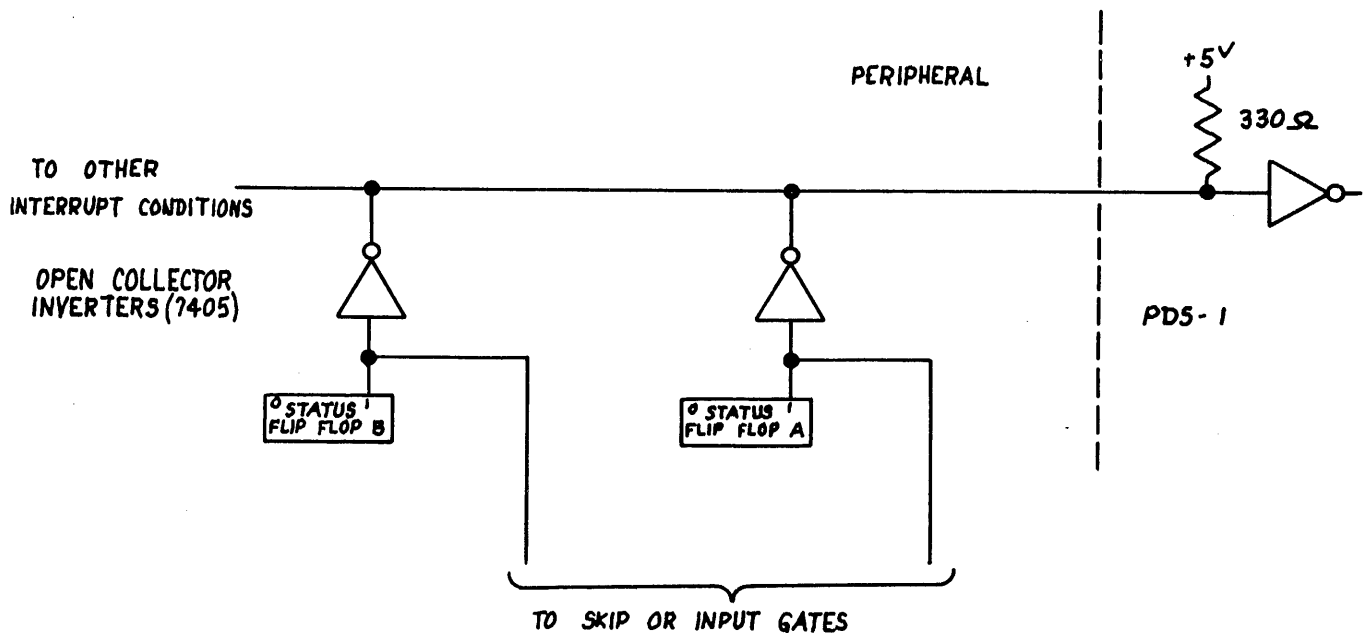 PERIPHERAL
+5V
330Ω
TO OTHER
INTERRUPT CONDITIONS
OPEN COLLECTOR
INVERTERS (7405)
PDS-1
0 STATUS 1
FLIP FLOP B
0 STATUS 1
FLIP FLOP A
TO SKIP OR INPUT GATES